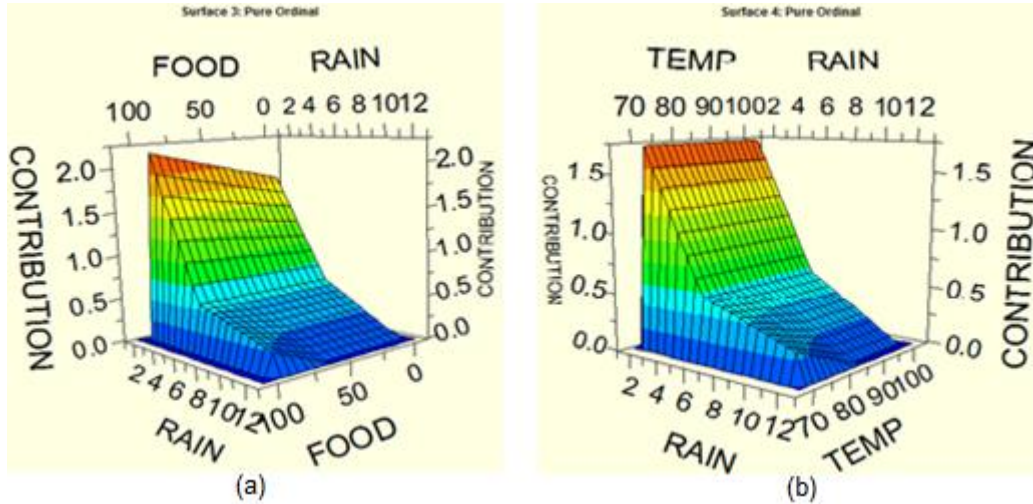 Surface 3: Pure Ordinal
FOOD RAIN
100 50 0 2 4 6 8 10 12
CONTRIBUTION
2.0
1.5
1.0
0.5
0.0
2.0
1.5
1.0
0.5
0.0
CONTRIBUTION
2 4 6 8 10 12
RAIN
100 50 0
FOOD
(a)
Surface 4: Pure Ordinal
TEMP RAIN
70 80 90 100 2 4 6 8 10 12
CONTRIBUTION
1.5
1.0
0.5
0.0
1.5
1.0
0.5
0.0
CONTRIBUTION
2 4 6 8 10 12
RAIN
70 80 90 100
TEMP
(b)